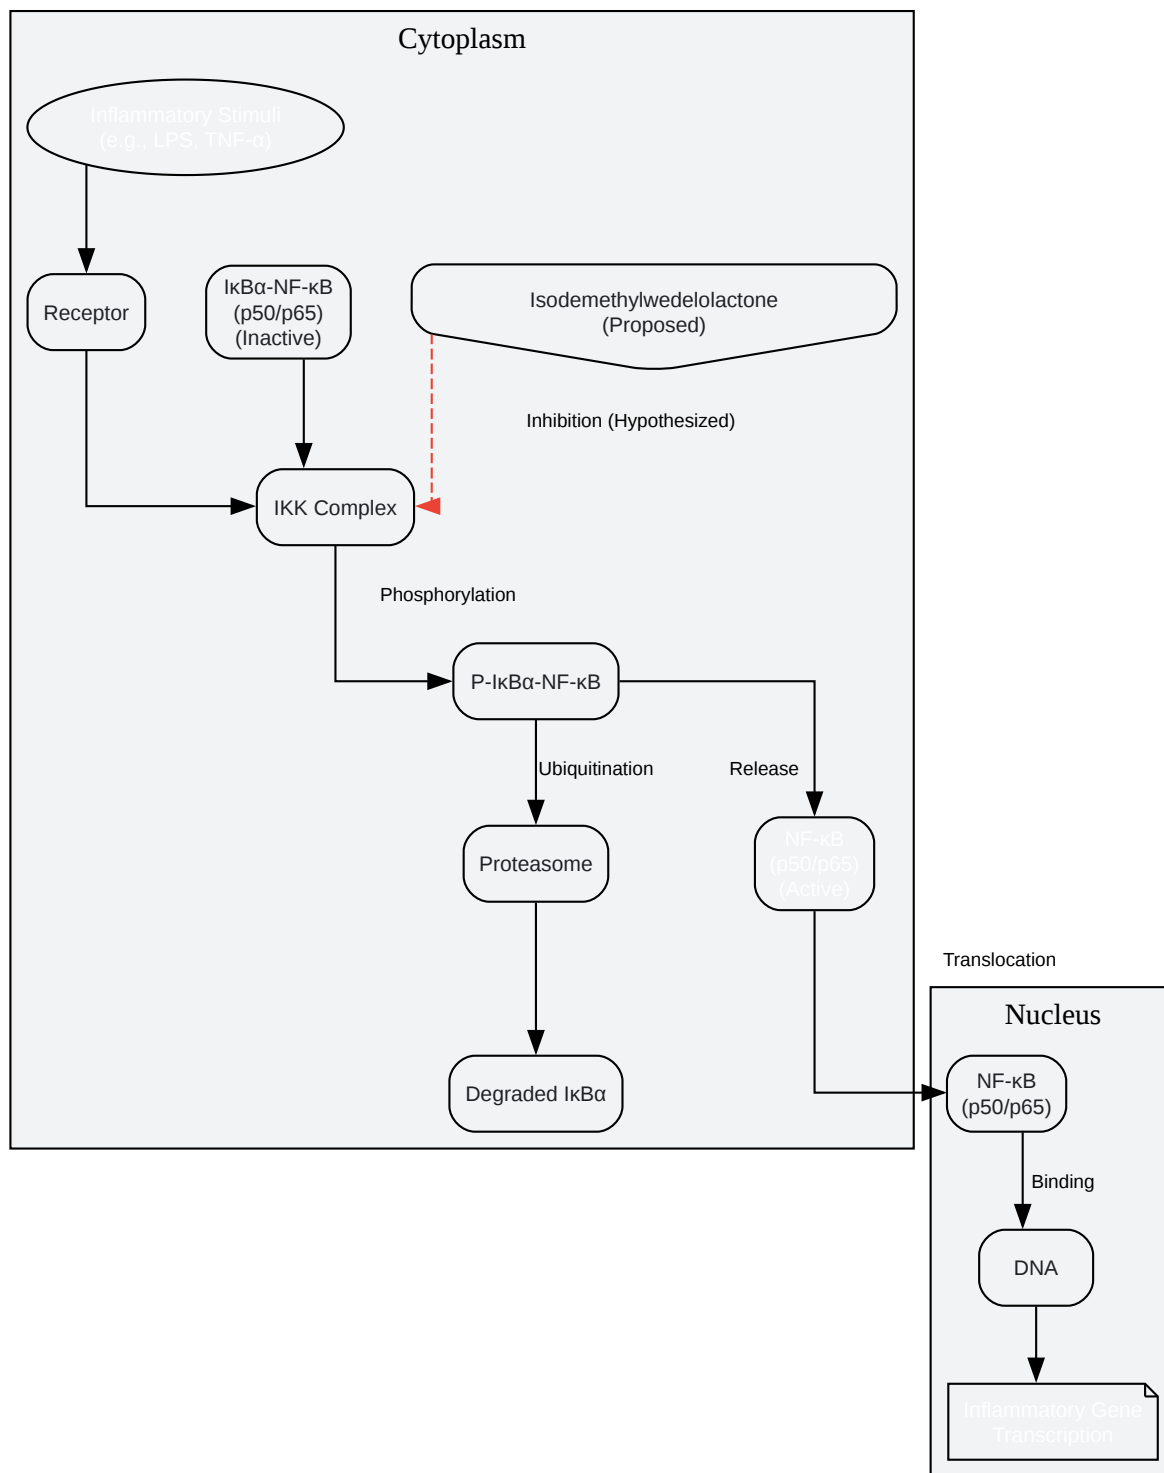 Cytoplasm
Inflammatory Stimuli
(e.g., LPS, TNF-α)
Receptor
IκBα-NF-κB
(p50/p65)
(Inactive)
Isodemethylwedelolactone
(Proposed)
Inhibition (Hypothesized)
IKK Complex
Phosphorylation
P-IκBα-NF-κB
Ubiquitination
Release
Proteasome
NF-κB
(p50/p65)
(Active)
Translocation
Degraded IκBα
Nucleus
NF-κB
(p50/p65)
Binding
DNA
Inflammatory Gene
Transcription